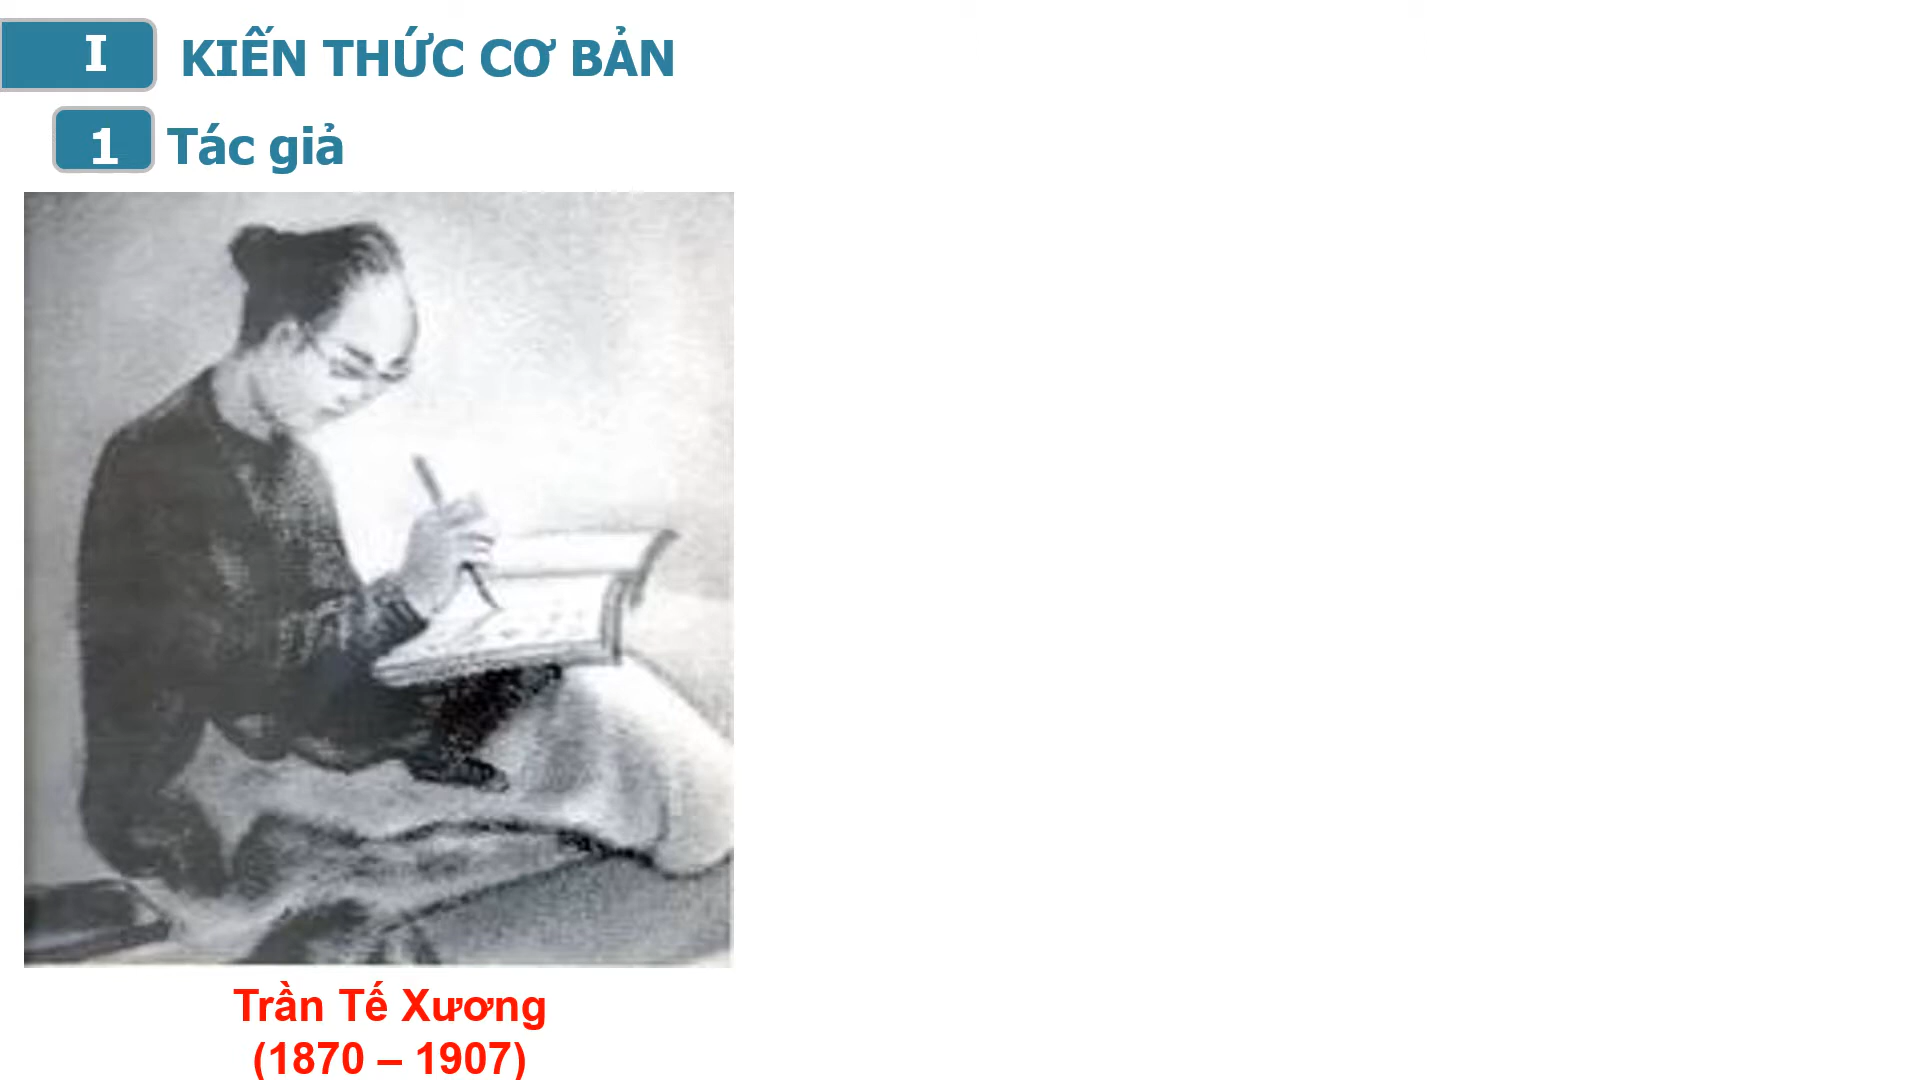 I KIẾN THỨC CƠ BẢN
1 Tác giả
Trần Tế Xương
(1870 – 1907)